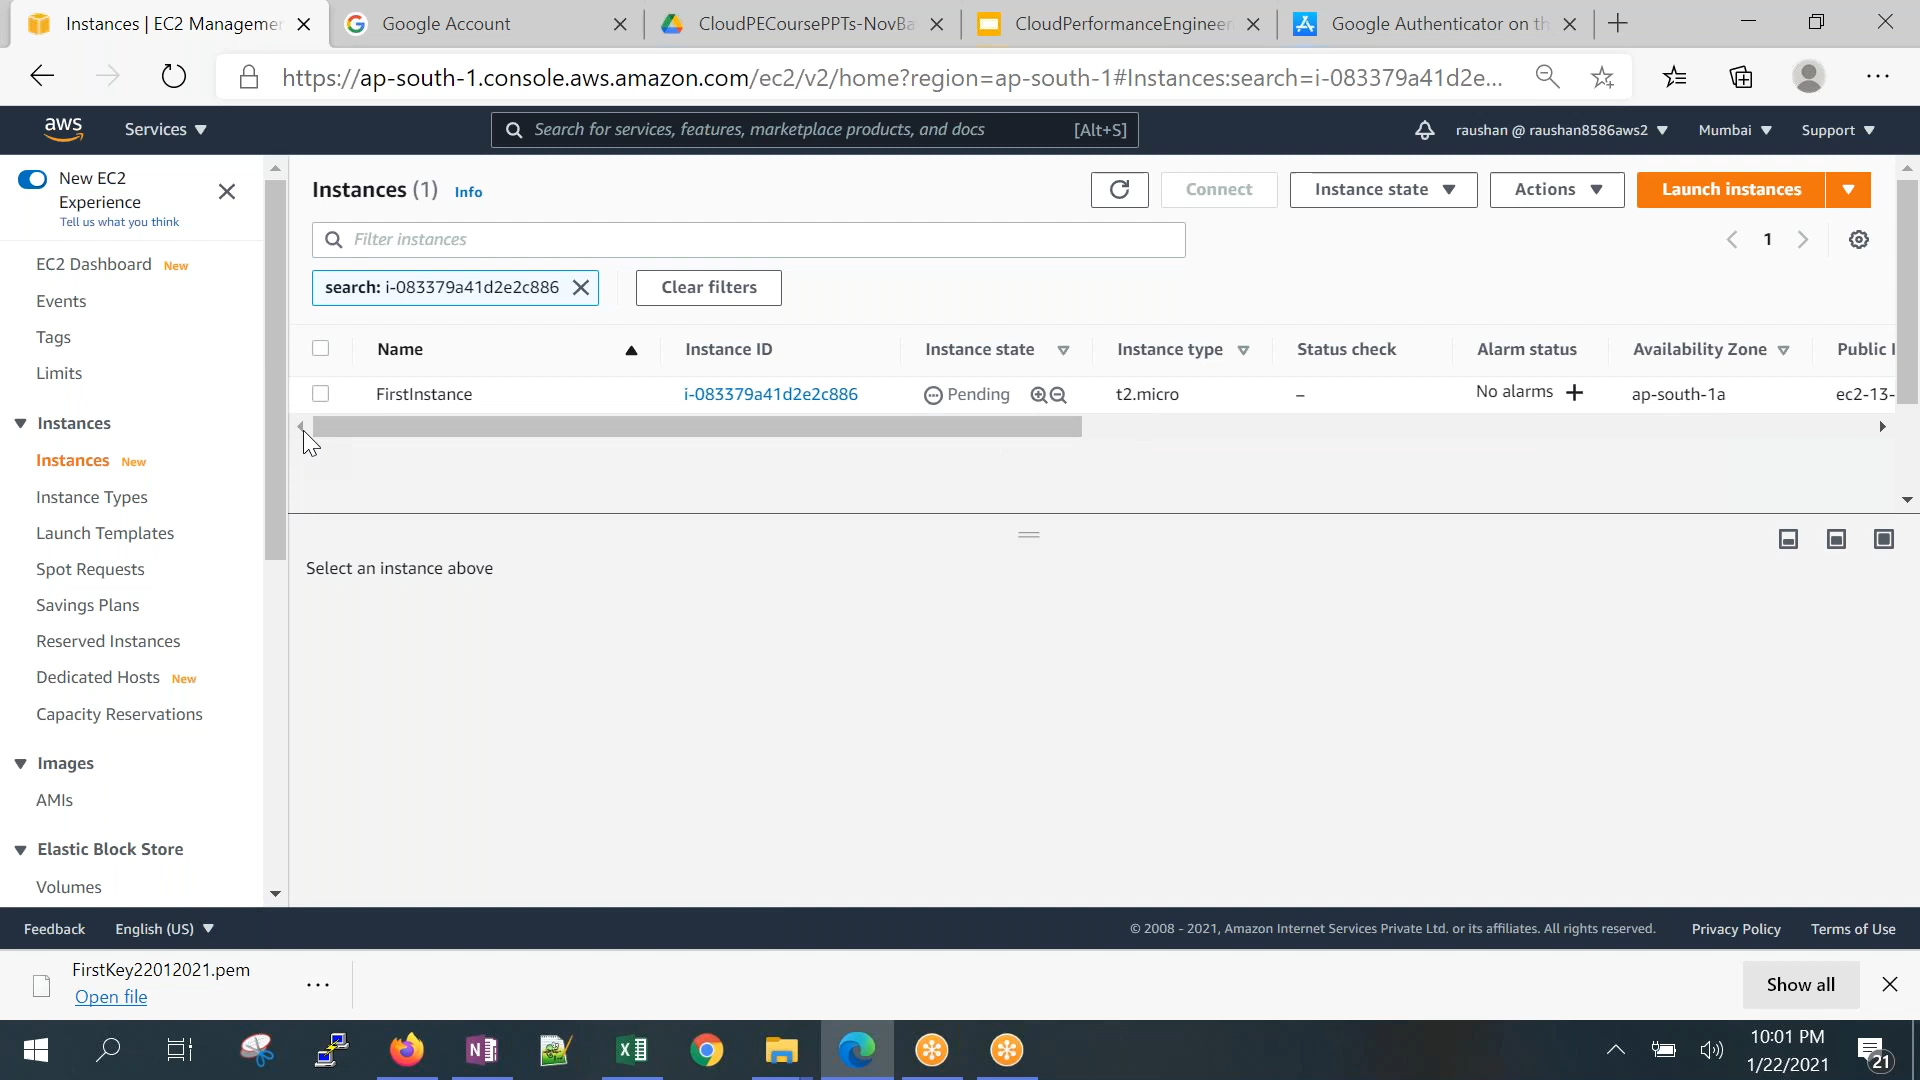 Instances | EC2 Managemer
Google Account
CloudPECoursePPTs-NovBa
CloudPerformanceEngineer
Google Authenticator on th
https://ap-south-1.console.aws.amazon.com/ec2/v2/home?region=ap-south-1#Instances:search=i-083379a41d2e...
aws
Services
Search for services, features, marketplace products, and docs
[Alt+S]
raushan @ raushan8586aws2
Mumbai
Support
New EC2
Experience
Tell us what you think
EC2 Dashboard New
Events
Tags
Limits
Instances
Instances New
Instance Types
Launch Templates
Spot Requests
Savings Plans
Reserved Instances
Dedicated Hosts New
Capacity Reservations
Images
AMIs
Elastic Block Store
Volumes
Instances (1) Info
Connect
Instance state
Actions
Launch instances
Filter instances
1
search: i-083379a41d2e2c886
Clear filters
Name
Instance ID
Instance state
Instance type
Status check
Alarm status
Availability Zone
Public I
FirstInstance
i-083379a41d2e2c886
Pending
t2.micro
–
No alarms
ap-south-1a
ec2-13-
Select an instance above
Feedback
English (US)
© 2008 - 2021, Amazon Internet Services Private Ltd. or its affiliates. All rights reserved.
Privacy Policy
Terms of Use
FirstKey22012021.pem
Open file
Show all
10:01 PM
1/22/2021
21